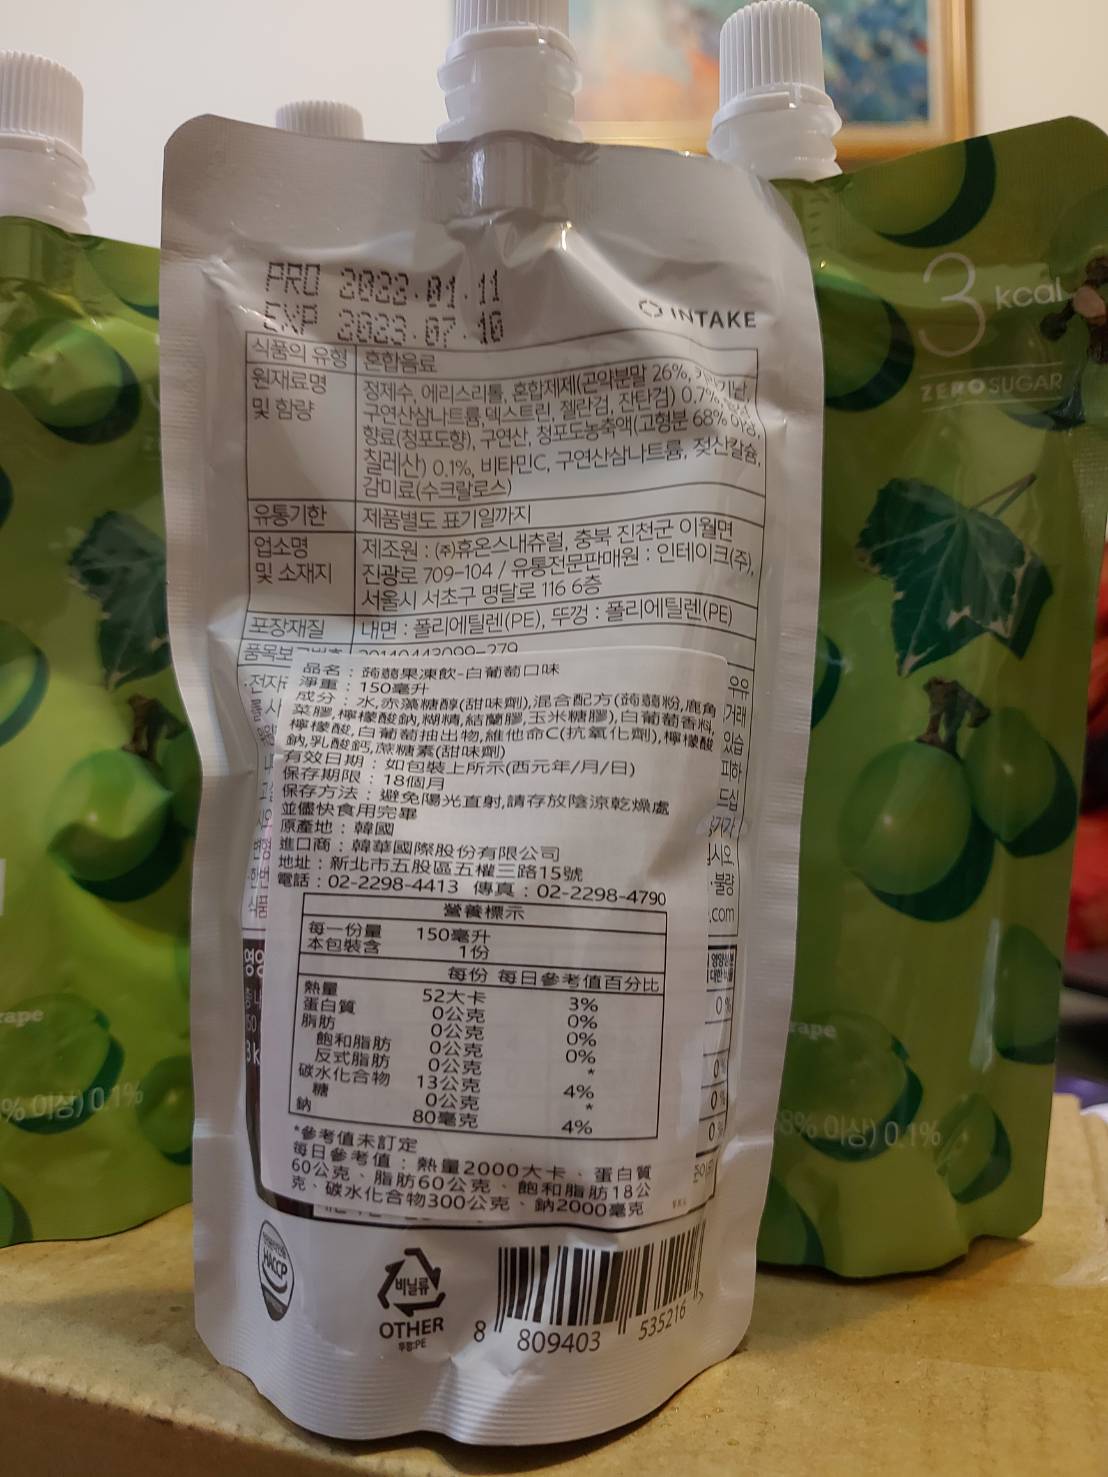 PRO 2022.01.11
EXP 2023.07.10
INTAKE
식품의 유형 혼합음료
원재료명 및 함량
정제수, 에리스리톨, 혼합제제(곤약분말 26%,
구연산삼나트륨, 덱스트린, 젤란검, 잔탄검) 0.7%,
향료(청포도향), 구연산, 청포도농축액(고형분 68% 이상,
칠레산) 0.1%, 비타민C, 구연산삼나트륨, 젖산칼슘,
감미료(수크랄로스)
유통기한 제품별도 표기일까지
업소명 및 소재지
제조원 : ㈜휴온스내츄럴, 충북 진천군 이월면
진광로 709-104 / 유통전문판매원 : 인테이크(주),
서울시 서초구 명달로 116 6층
포장재질 내면 : 폴리에틸렌(PE), 뚜껑 : 폴리에틸렌(PE)
品名：蒟蒻果凍飲-白葡萄口味
淨重：150毫升
成分：水,赤藻糖醇(甜味劑),混合配方(蒟蒻粉,鹿角
菜膠,檸檬酸鈉,糊精,結蘭膠,玉米糖膠),白葡萄香料,
檸檬酸,白葡萄抽出物,維他命C(抗氧化劑),檸檬酸
鈉,乳酸鈣,蔗糖素(甜味劑)
有效日期：如包裝上所示(西元年/月/日)
保存期限：18個月
保存方法：避免陽光直射,請存放陰涼乾燥處
並儘快食用完畢
原產地：韓國
進口商：韓華國際股份有限公司
地址：新北市五股區五權三路15號
電話：02-2298-4413 傳真：02-2298-4790
營養標示
每一份量 150毫升
本包裝含 1份
每份 每日參考值百分比
熱量 52大卡 3%
蛋白質 0公克 0%
脂肪 0公克 0%
飽和脂肪 0公克 0%
反式脂肪 0公克 *
碳水化合物 13公克 4%
糖 0公克 *
鈉 80毫克 4%
*參考值未訂定
每日參考值：熱量2000大卡、蛋白質
60公克、脂肪60公克、飽和脂肪18公
克、碳水化合物300公克、鈉2000毫克
HACCP
비닐류
OTHER
뚜껑:PE
8 809403 535216 >
3 kcal
ZERO SUGAR
rape
8% 이상) 0.1%
rape
% 이상) 0.1%